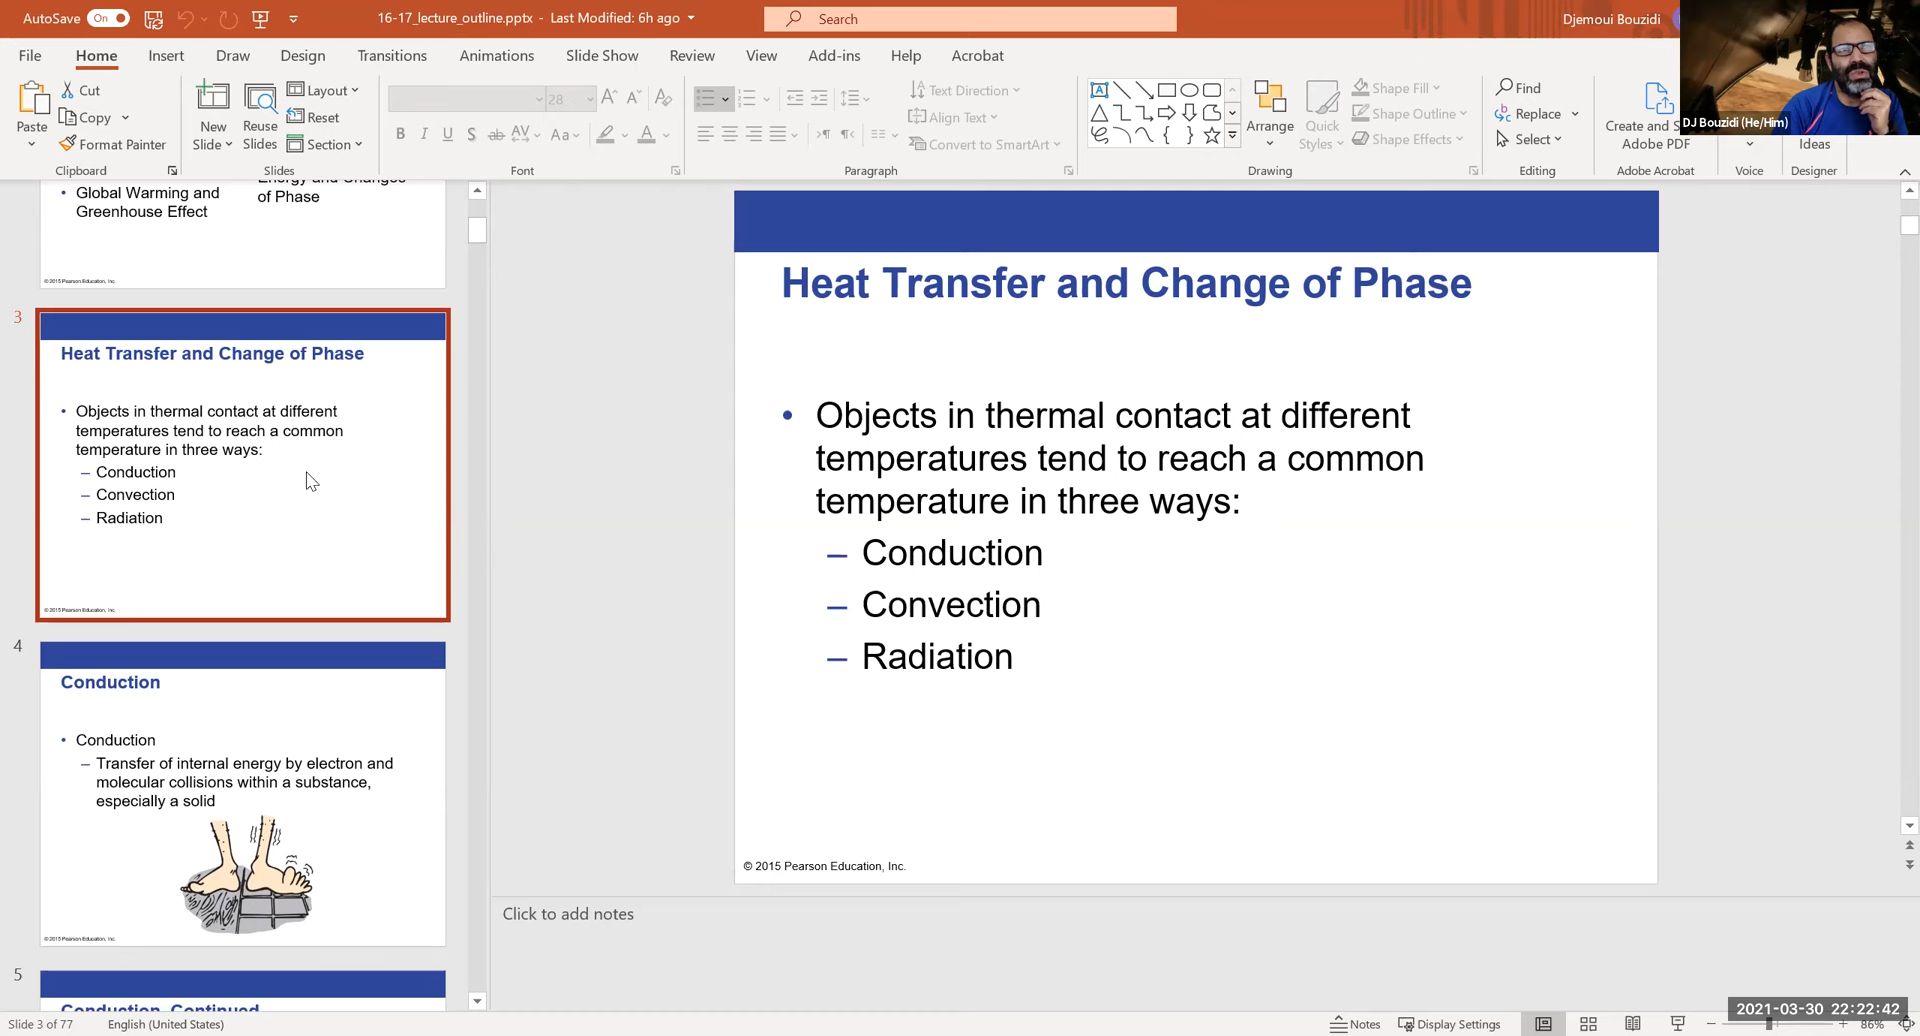 AutoSave On 16-17_lecture_outline.pptx - Last Modified: 6h ago Search Djemoui Bouzidi
File Home Insert Draw Design Transitions Animations Slide Show Review View Add-ins Help Acrobat
Paste
Cut
Copy
Format Painter
Clipboard
New
Slide
Reuse
Slides
Layout
Reset
Section
Slides
28
B I U S ab AV Aa A
Font
Text Direction
Align Text
Convert to SmartArt
Paragraph
Arrange
Quick
Styles
Shape Fill
Shape Outline
Shape Effects
Drawing
Find
Replace
Select
Editing
Create and
Adobe PDF
Adobe Acrobat
Voice
Ideas
Designer
DJ Bouzidi (He/Him)
• Global Warming and
Greenhouse Effect
Energy and Changes
of Phase
© 2015 Pearson Education, Inc.
3
Heat Transfer and Change of Phase
• Objects in thermal contact at different
temperatures tend to reach a common
temperature in three ways:
– Conduction
– Convection
– Radiation
© 2015 Pearson Education, Inc.
4
Conduction
• Conduction
– Transfer of internal energy by electron and
molecular collisions within a substance,
especially a solid
© 2015 Pearson Education, Inc.
5
Conduction, Continued
Heat Transfer and Change of Phase
• Objects in thermal contact at different
temperatures tend to reach a common
temperature in three ways:
– Conduction
– Convection
– Radiation
© 2015 Pearson Education, Inc.
Click to add notes
2021-03-30 22:22:42
Slide 3 of 77 English (United States) Notes Display Settings 86%